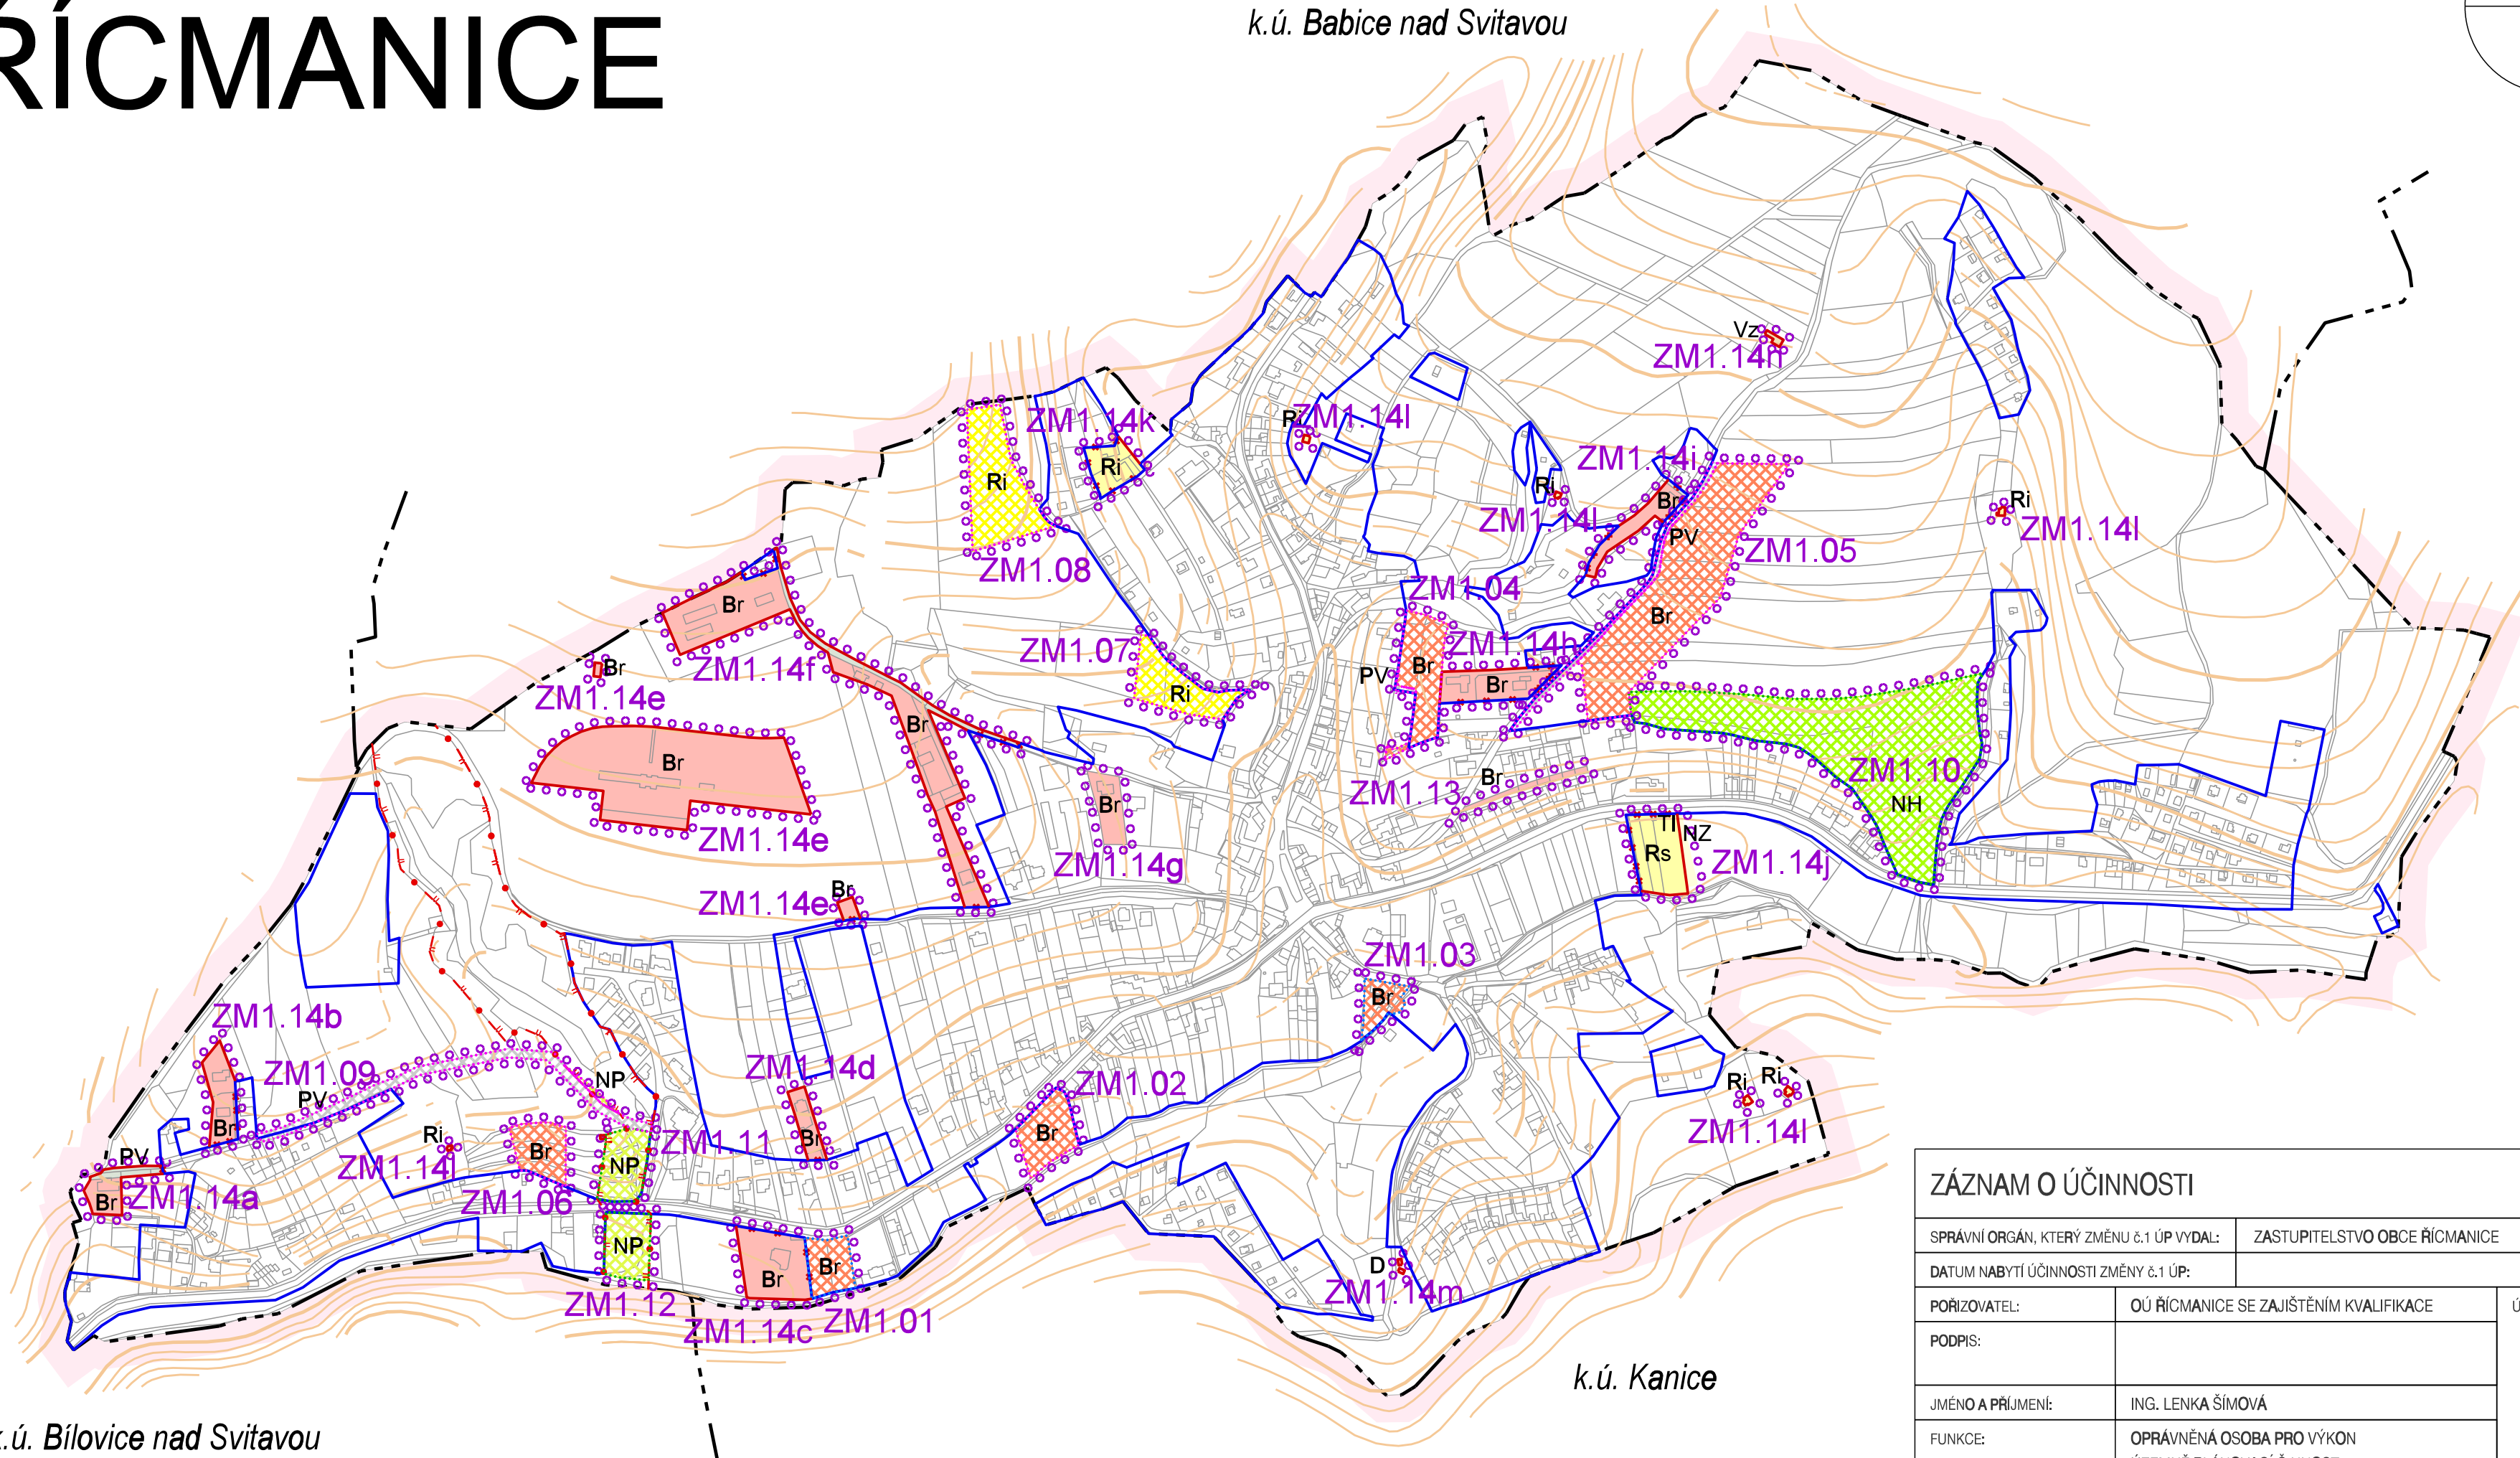 ŘÍCMANICE
k.ú. Babice nad Svitavou
Vz
ZM1.14n
ZM1.14k
Ri
ZM1.14l
Ri
Ri
ZM1.14i
Ri
Br
ZM1.14l
PV
ZM1.05
Ri
ZM1.14l
ZM1.08
Br
ZM1.04
Br
ZM1.07
ZM1.14h
Br
ZM1.14f
PV
Br
Br
Ri
ZM1.14e
Br
Br
ZM1.14e
Br
ZM1.14g
Br
ZM1.13
ZM1.10
NH
TI
NZ
Rs
ZM1.14j
Br
ZM1.14e
ZM1.03
Br
ZM1.14b
ZM1.09
PV
NP
ZM1.14d
ZM1.02
Ri
Ri
Br
Ri
Br
Br
Br
ZM1.11
ZM1.14l
PV
ZM1.14l
NP
Br
ZM1.14a
ZM1.06
NP
Br
Br
D
ZM1.14m
ZM1.12
ZM1.14c
ZM1.01
k.ú. Kanice
k.ú. Bílovice nad Svitavou
ZÁZNAM O ÚČINNOSTI
SPRÁVNÍ ORGÁN, KTERÝ ZMĚNU č.1 ÚP VYDAL: ZASTUPITELSTVO OBCE ŘÍCMANICE
DATUM NABYTÍ ÚČINNOSTI ZMĚNY č.1 ÚP:
POŘIZOVATEL: OÚ ŘÍCMANICE SE ZAJIŠTĚNÍM KVALIFIKACE
PODPIS:
JMÉNO A PŘÍJMENÍ: ING. LENKA ŠÍMOVÁ
FUNKCE: OPRÁVNĚNÁ OSOBA PRO VÝKON